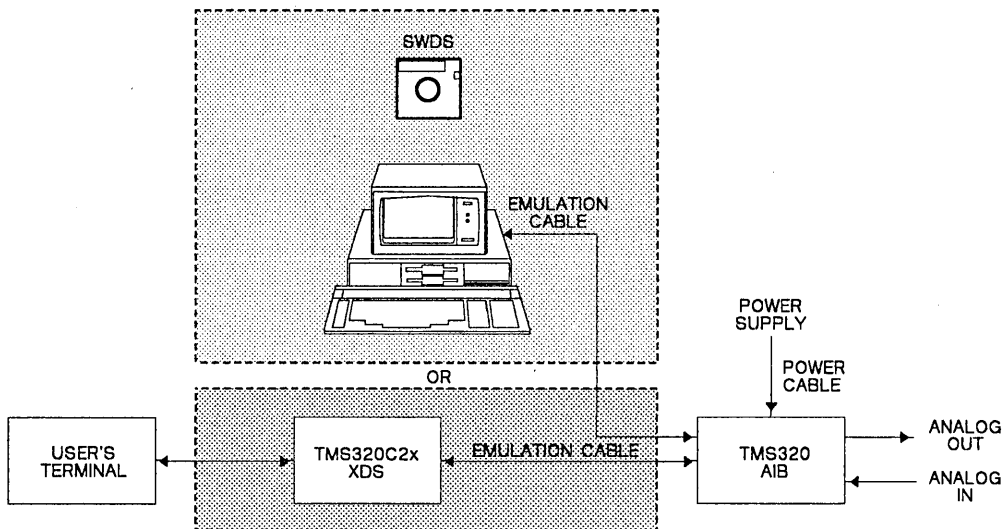 SWDS
EMULATION
CABLE
POWER
SUPPLY
POWER
CABLE
OR
USER'S
TERMINAL
TMS320C2x
XDS
EMULATION CABLE
TMS320
AIB
ANALOG
OUT
ANALOG
IN